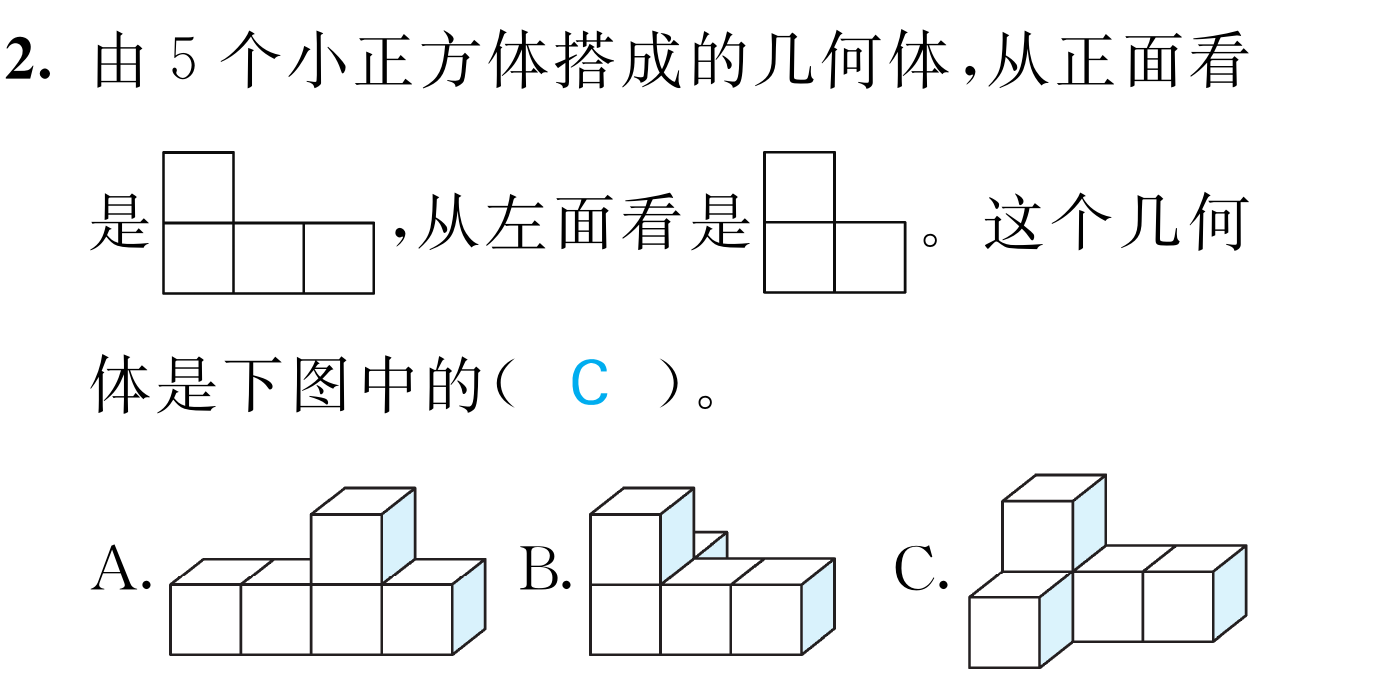 2. 由 5 个小正方体搭成的几何体,从正面看
是 ,从左面看是 。这个几何
体是下图中的( C )。
A. B. C.